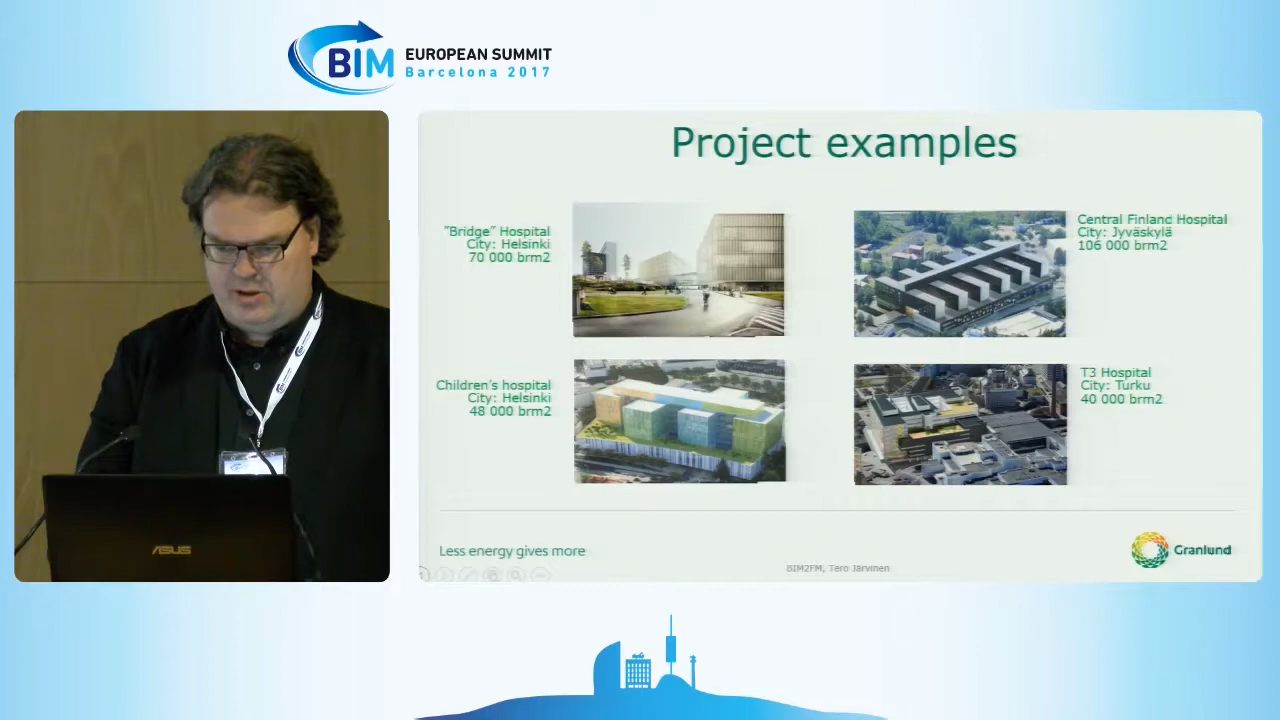 BIM EUROPEAN SUMMIT
Barcelona 2017
Project examples
"Bridge" Hospital
City: Helsinki
70 000 brm2
Central Finland Hospital
City: Jyväskylä
106 000 brm2
Children's hospital
City: Helsinki
48 000 brm2
T3 Hospital
City: Turku
40 000 brm2
Less energy gives more
BIM2FM, Tero Järvinen
Granlund
ASUS